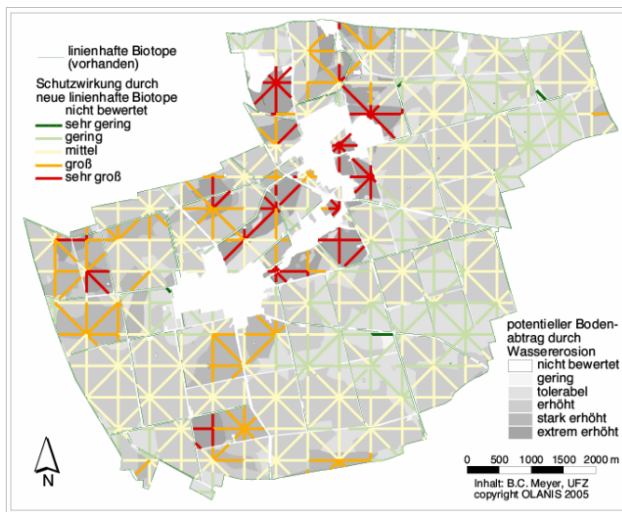 linienhafte Biotope
(vorhanden)
Schutzwirkung durch
neue linienhafte Biotope
nicht bewertet
sehr gering
gering
mittel
groß
sehr groß
potentieller Boden-
abtrag durch
Wassererosion
nicht bewertet
gering
tolerabel
erhöht
stark erhöht
extrem erhöht
0 500 1000 1500 2000 m
Inhalt: B.C. Meyer, UFZ
copyright OLANIS 2005
N